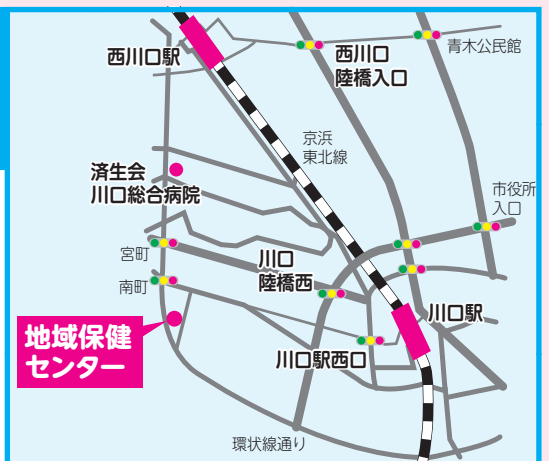 西川口駅
西川口
陸橋入口
青木公民館
京浜
東北線
済生会
川口総合病院
市役所
入口
宮町
川口
陸橋西
南町
川口駅
地域保健
センター
川口駅西口
環状線通り